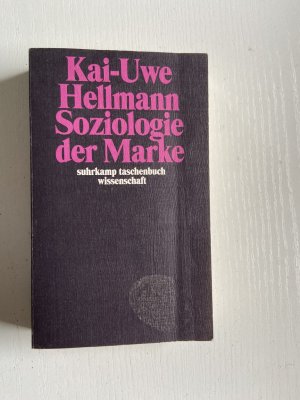 Kai-Uwe
Hellmann
Soziologie
der Marke
suhrkamp taschenbuch
wissenschaft